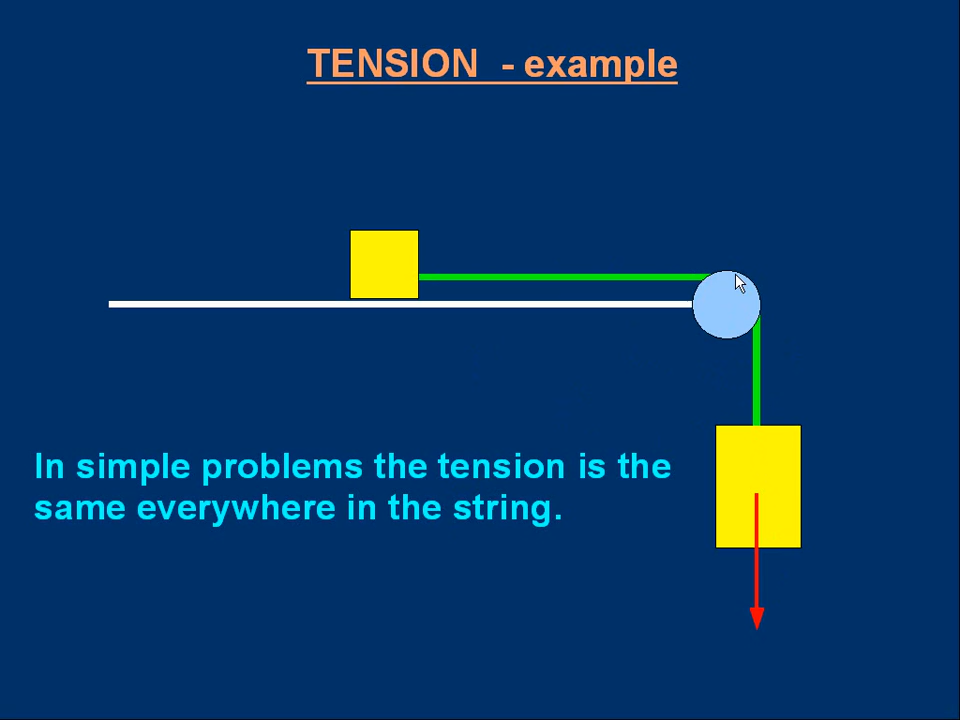 TENSION - example
In simple problems the tension is the
same everywhere in the string.